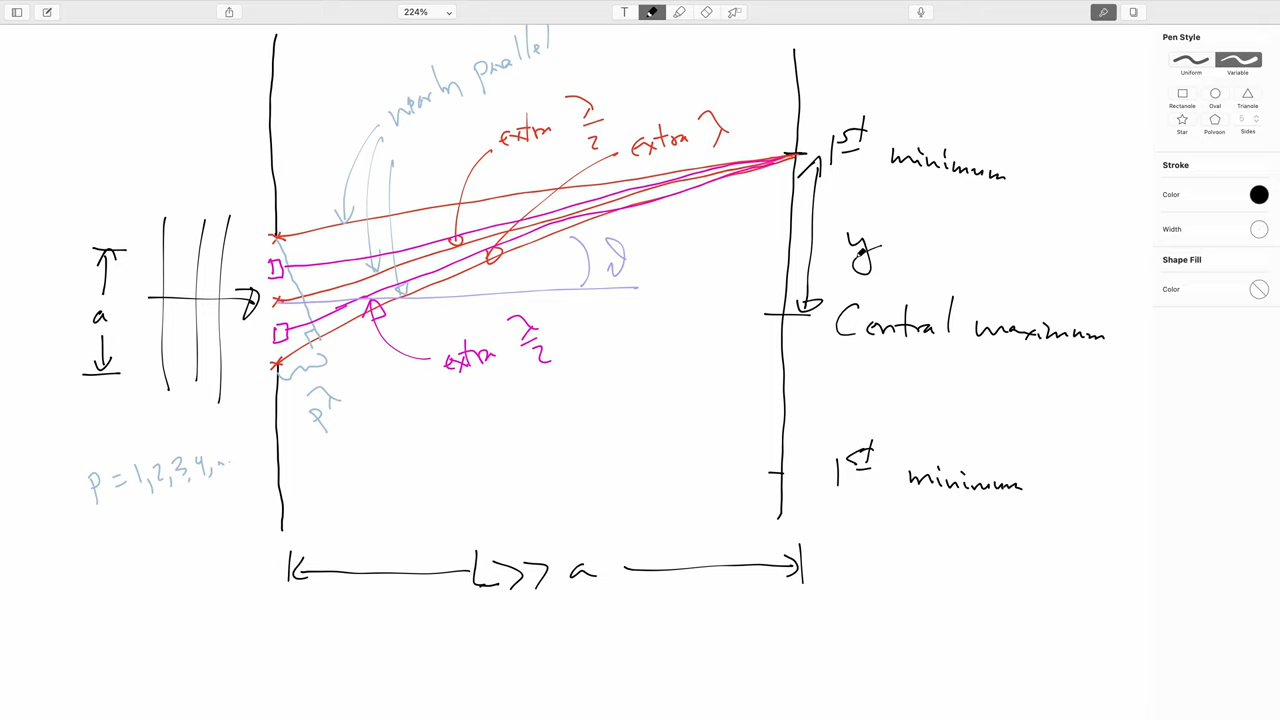 224%
T
Pen Style
Uniform
Variable
Rectangle
Oval
Triangle
Star
Polygon
5
Sides
Stroke
Color
Width
Shape Fill
Color
nearly parallel
extra λ/2
extra λ
1st minimum
y
a
θ
Central maximum
extra λ/2
pλ
p = 1, 2, 3, 4, ...
1st minimum
L >> a